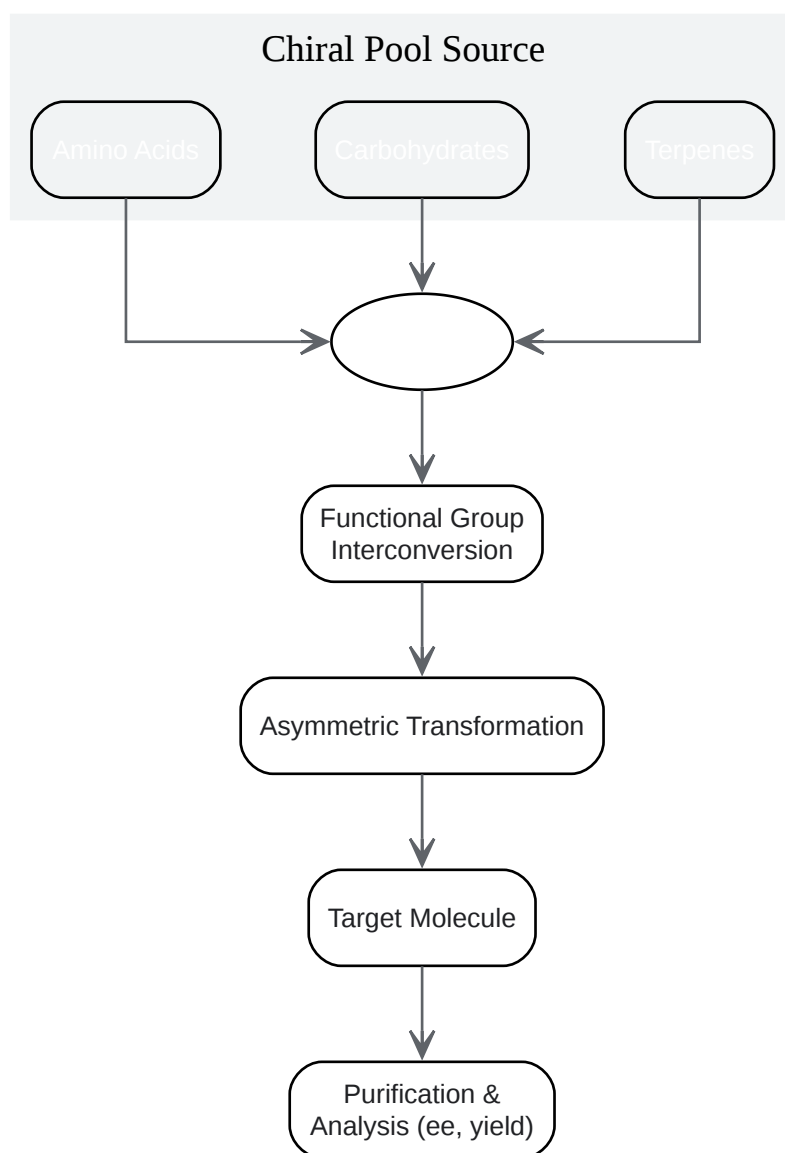 Chiral Pool Source
Amino Acids
Carbohydrates
Terpenes
Functional Group
Interconversion
Asymmetric Transformation
Target Molecule
Purification &
Analysis (ee, yield)